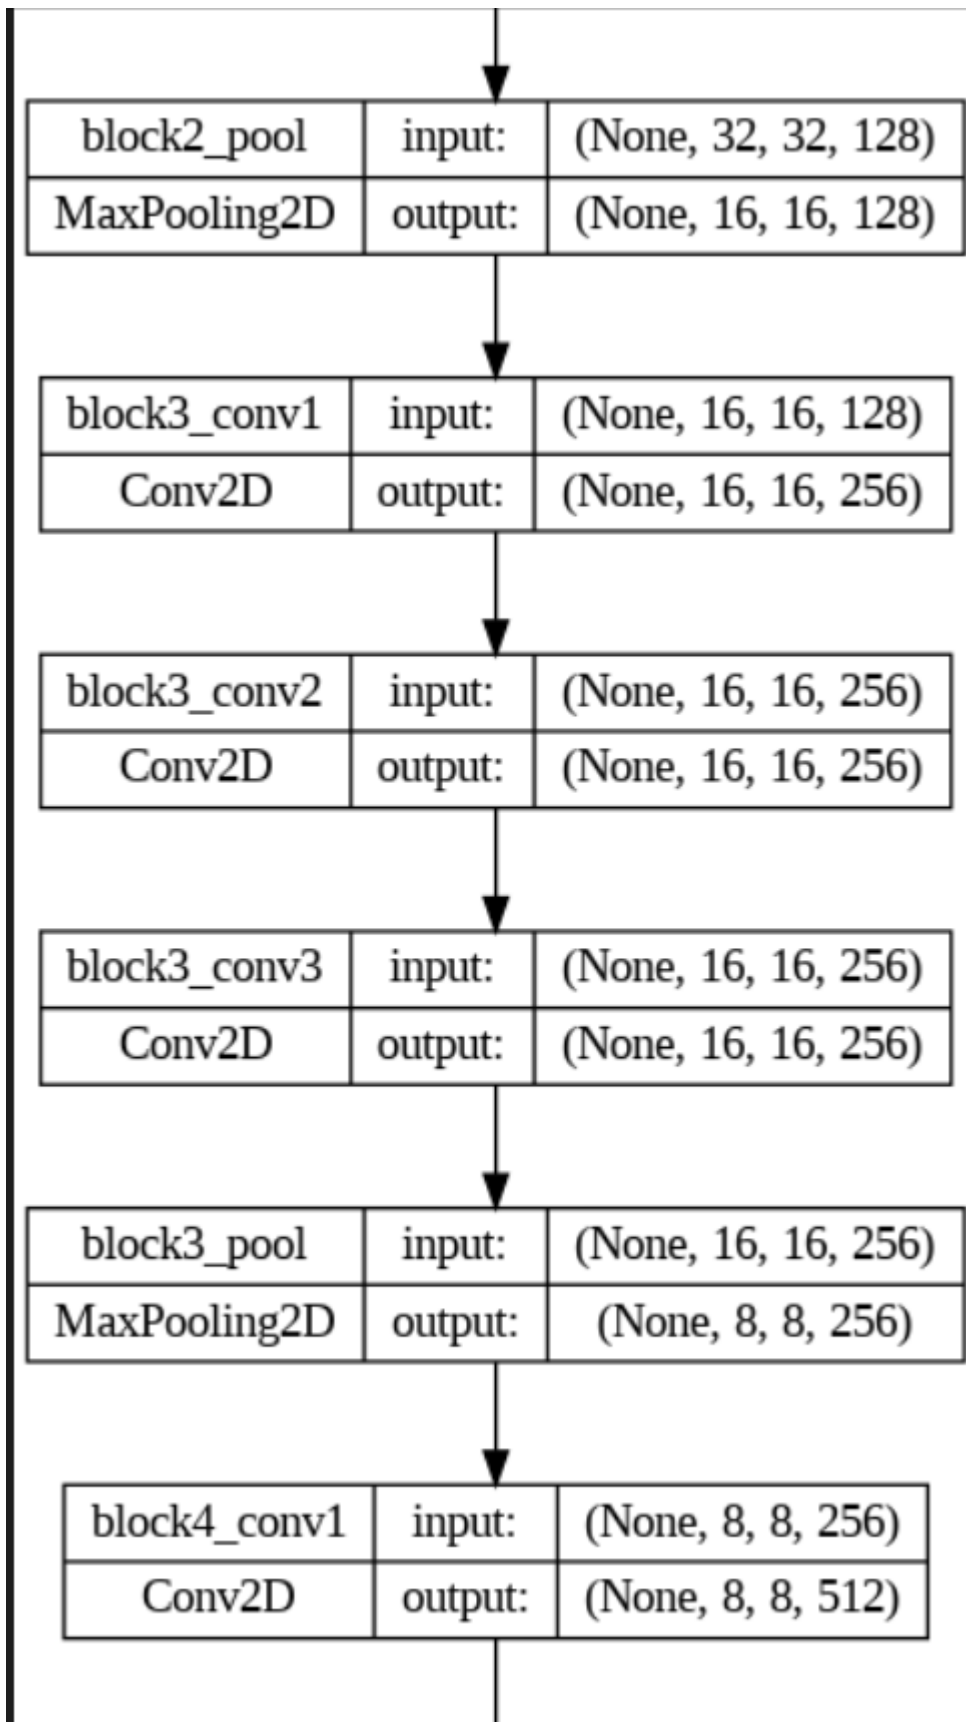 block2_pool input: (None, 32, 32, 128)
MaxPooling2D output: (None, 16, 16, 128)
block3_conv1 input: (None, 16, 16, 128)
Conv2D output: (None, 16, 16, 256)
block3_conv2 input: (None, 16, 16, 256)
Conv2D output: (None, 16, 16, 256)
block3_conv3 input: (None, 16, 16, 256)
Conv2D output: (None, 16, 16, 256)
block3_pool input: (None, 16, 16, 256)
MaxPooling2D output: (None, 8, 8, 256)
block4_conv1 input: (None, 8, 8, 256)
Conv2D output: (None, 8, 8, 512)